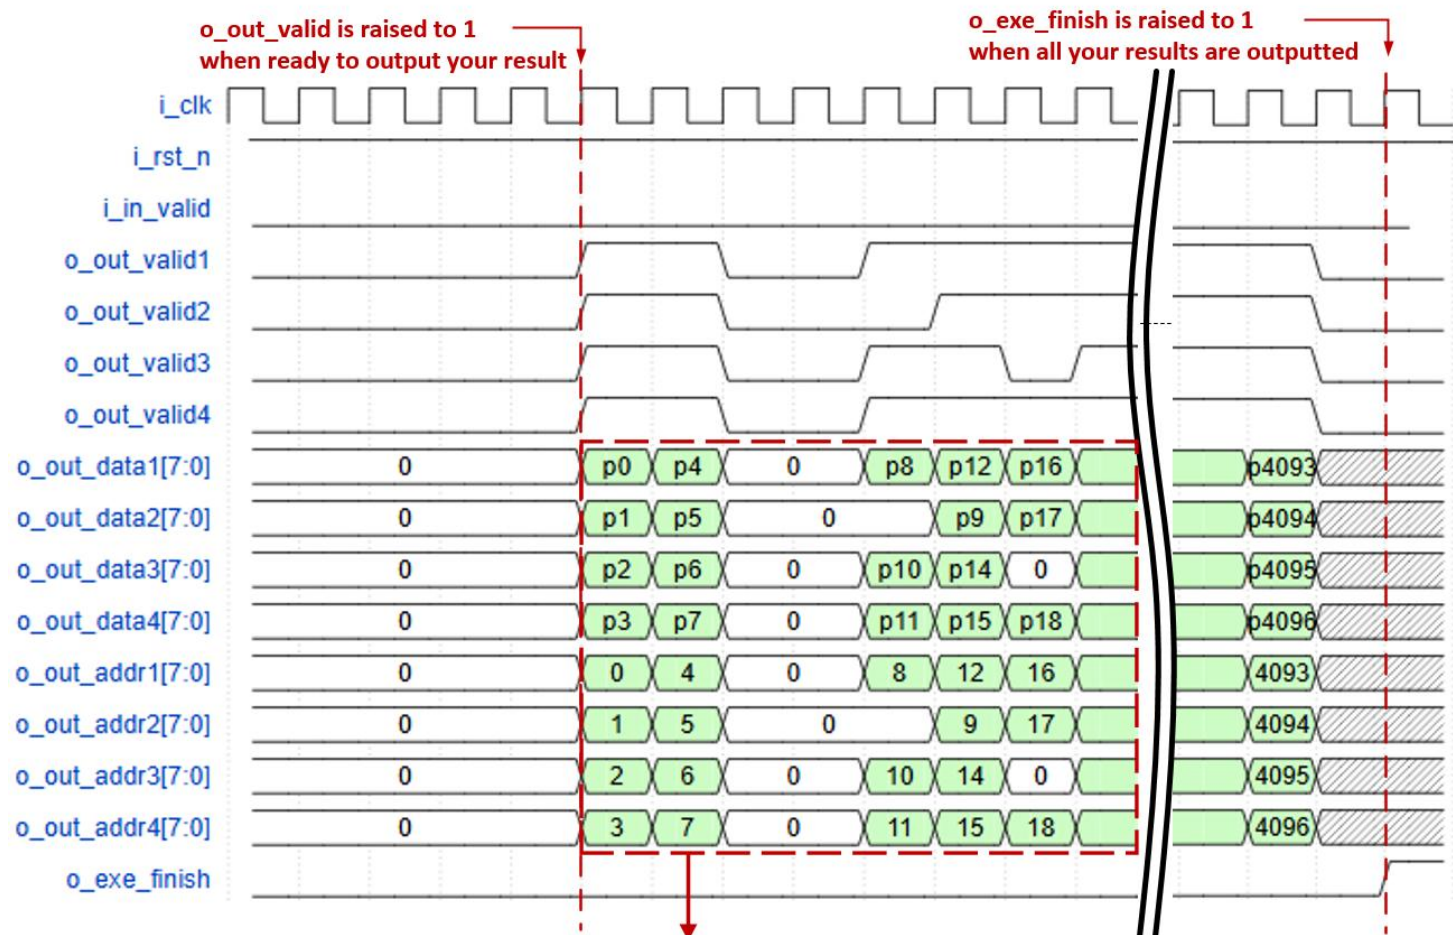 o_out_valid is raised to 1
when ready to output your result
o_exe_finish is raised to 1
when all your results are outputted
i_clk
i_rst_n
i_in_valid
o_out_valid1
o_out_valid2
o_out_valid3
o_out_valid4
o_out_data1[7:0] 0 p0 p4 0 p8 p12 p16 p4093
o_out_data2[7:0] 0 p1 p5 0 p9 p17 p4094
o_out_data3[7:0] 0 p2 p6 0 p10 p14 0 p4095
o_out_data4[7:0] 0 p3 p7 0 p11 p15 p18 p4096
o_out_addr1[7:0] 0 0 4 0 8 12 16 4093
o_out_addr2[7:0] 0 1 5 0 9 17 4094
o_out_addr3[7:0] 0 2 6 0 10 14 0 4095
o_out_addr4[7:0] 0 3 7 0 11 15 18 4096
o_exe_finish